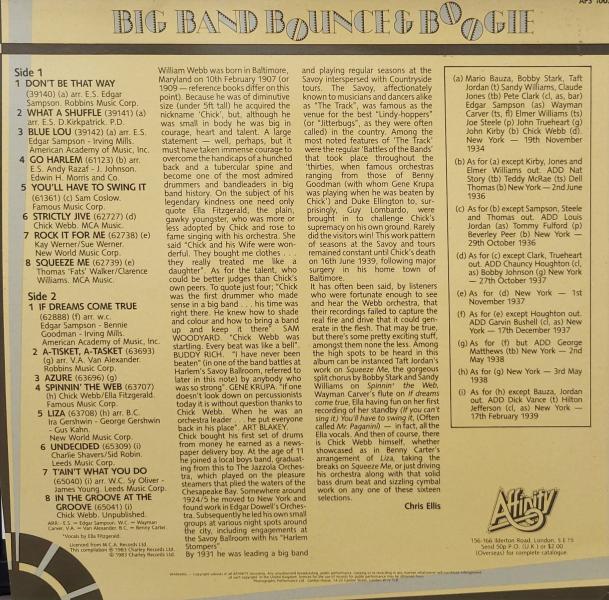 AFS 100
BIG BAND BOUNCE & BOOGIE
Side 1
1 DON'T BE THAT WAY
(39140) (a) arr. E.S. Edgar
Sampson. Robbins Music Corp.
2 WHAT A SHUFFLE (39141) (a)
arr. E.S. D.Kirkpatrick. P.D.
3 BLUE LOU (39142) (a) arr. E.S.
Edgar Sampson - Irving Mills.
American Academy of Music, Inc.
4 GO HARLEM (61123) (b) arr.
E.S. Andy Razaf - J. Johnson.
Edwin H. Morris and Co.
5 YOU'LL HAVE TO SWING IT
(61361) (c) Sam Coslow.
Famous Music Corp.
6 STRICTLY JIVE (62727) (d)
Chick Webb. MCA Music.
7 ROCK IT FOR ME (62738) (e)
Kay Werner/Sue Werner.
New World Music Corp.
8 SQUEEZE ME (62739) (e)
Thomas 'Fats' Walker/Clarence
Williams. MCA Music.
Side 2
1 IF DREAMS COME TRUE
(62888) (f) arr. w.c.
Edgar Sampson - Bennie
Goodman - Irving Mills.
American Academy of Music, Inc.
2 A-TISKET, A-TASKET (63693)
(g) arr. V.A. Van Alexander.
Robbins Music Corp.
3 AZURE (63696) (g)
4 SPINNIN' THE WEB (63707)
(h) Chick Webb/Ella Fitzgerald.
Famous Music Corp.
5 LIZA (63708) (h) arr. B.C.
Ira Gershwin - George Gershwin
- Gus Kahn.
New World Music Corp.
6 UNDECIDED (65309) (i)
Charlie Shavers/Sid Robin.
Leeds Music Corp.
7 T'AIN'T WHAT YOU DO
(65040) (i) arr. W.C. Sy Oliver -
James Young. Leeds Music Corp.
8 IN THE GROOVE AT THE
GROOVE (65041) (i)
Chick Webb. Unpublished.
ARR:- E.S. = Edgar Sampson. W.C. = Wayman
Carver. V.A. = Van Alexander. B.C. = Benny Carter
*Vocals by Ella Fitzgerald.
Licenced from M.C.A. Records Ltd.
This compilation ℗ 1983 Charley Records Ltd.
© 1983 Charley Records Ltd.
William Webb was born in Baltimore,
Maryland on 10th February 1907 (or
1909 — reference books differ on this
point). Because he was of diminutive
size (under 5ft tall) he acquired the
nickname 'Chick', but, although he
was small in body he was big in
courage, heart and talent. A large
statement — well, perhaps, but it
must have taken immense courage to
overcome the handicaps of a hunched
back and a tubercular spine and
become one of the most admired
drummers and bandleaders in big
band history. On the subject of his
legendary kindness one need only
quote Ella Fitzgerald, the plain,
gawky youngster, who was more or
less adopted by Chick and rose to
fame singing with his orchestra. She
said "Chick and his Wife were won-
derful. They bought me clothes . . .
they really treated me like a
daughter". As for the talent, who
could be better judges than Chick's
own peers. To quote just four; "Chick
was the first drummer who made
sense in a big band . . . his time was
right there. He knew how to shade
and colour and how to bring a band
up and keep it there". SAM
WOODYARD. "Chick Webb was
startling. Every beat was like a bell".
BUDDY RICH. "I have never been
beaten" (in one of the band battles at
Harlem's Savoy Ballroom, referred to
later in this note) by anybody who
was so strong". GENE KRUPA. "If one
doesn't look down on percussionists
today it is without question thanks to
Chick Webb. When he was an
orchestra leader . . . he put everyone
back in his place". ART BLAKEY.
Chick bought his first set of drums
from money he earned as a news-
paper delivery boy. At the age of 11
he joined a local boys band, graduat-
ing from this to The Jazzola Orches-
tra, which played on the pleasure
steamers that plied the waters of the
Chesapeake Bay. Somewhere around
1924/5 he moved to New York and
found work in Edgar Dowell's Orches-
tra. Subsequently he led his own small
groups at various night spots around
the city, including engagements at
the Savoy Ballroom with his "Harlem
Stompers".
By 1931 he was leading a big band
and playing regular seasons at the
Savoy interspersed with Countryside
tours. The Savoy, affectionately
known to musicians and dancers alike
as "The Track", was famous as the
venue for the best 'Lindy-hoppers'
(or "Jitterbugs', as they were often
called) in the country. Among the
most noted features of 'The Track'
were the regular 'Battles of the Bands'
that took place throughout the
'thirties, when famous orchestras
ranging from those of Benny
Goodman (with whom Gene Krupa
was playing when he was beaten by
Chick') and Duke Ellington to, sur-
prisingly, Guy Lombardo, were
brought in to challenge Chick's
supremacy on his own ground. Rarely
did the visitors win! This work pattern
of seasons at the Savoy and tours
remained constant until Chick's death
on 16th June 1939, following major
surgery in his home town of
Baltimore.
It has often been said, by listeners
who were fortunate enough to see
and hear the Webb orchestra, that
their recordings failed to capture the
real fire and drive that it could gen-
erate in the flesh. That may be true,
but there's some pretty exciting stuff,
amongst them none the less. Among
the high spots to be heard in this
album can be instanced Taft Jordan's
work on Squeeze Me, the gorgeous
split chorus by Bobby Stark and Sandy
Williams on Spinnin' the Web,
Wayman Carver's flute on If dreams
come true, Ella having fun on her first
recording of her standby (If you can't
sing it) You'll have to swing it, (Often
called Mr. Paganini) — in fact, all the
Ella vocals. And then of course, there
is Chick Webb himself, whether
showcased as in Benny Carter's
arrangement of Liza, taking the
breaks on Squeeze Me, or just driving
his orchestra along with that solid
bass drum beat and sizzling cymbal
work on any one of these sixteen
selections.
Chris Ellis
(a) Mario Bauza, Bobby Stark, Taft
Jordan (t) Sandy Williams, Claude
Jones (tb) Pete Clark (cl, as, bar)
Edgar Sampson (as) Wayman
Carver (ts, fl) Elmer Williams (ts)
Joe Steele (p) John Trueheart (g)
John Kirby (b) Chick Webb (d).
New York — 19th November
1934
(b) As for (a) except Kirby, Jones and
Elmer Williams out. ADD Nat
Story (tb) Teddy McRae (ts) Dell
Thomas (b) New York — 2nd June
1936
(c) As for (b) except Sampson, Steele
and Thomas out. ADD Louis
Jordan (as) Tommy Fulford (p)
Beverley Peer (b) New York —
29th October 1936
(d) As for (c) except Clark, Trueheart
out. ADD Chauncy Houghton (cl,
as) Bobby Johnson (g) New York
— 27th October 1937
(e) As for (d) New York — 1st
November 1937
(f) As for (e) except Houghton out.
ADD Garvin Bushell (cl, as) New
York — 17th December 1937
(g) As for (f) but ADD George
Matthews (tb) New York — 2nd
May 1938
(h) As for (g) New York — 3rd May
1938
(i) As for (h) except Bauza, Jordan
out. ADD Dick Vance (t) Hilton
Jefferson (cl, as) New York —
17th February 1939
Affinity
156-166 Ilderton Road, London, S.E.15
Send 50p P.O. (U.K.) or $2.00
(Overseas) for complete catalogue.